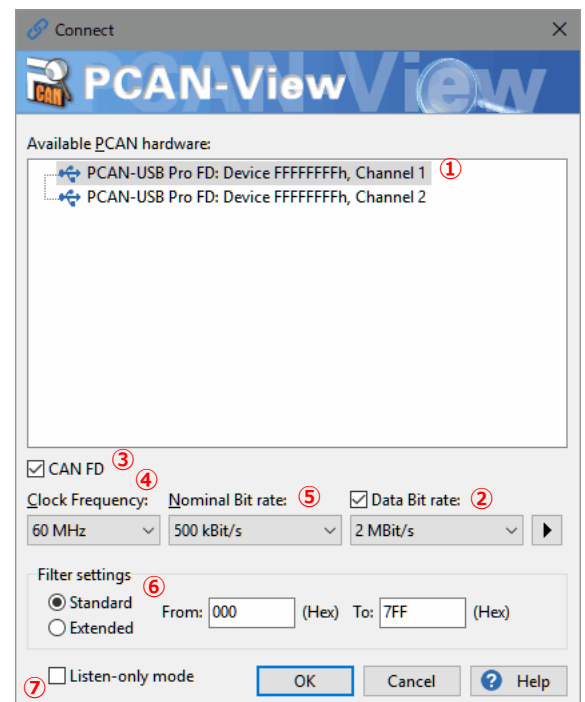 Connect
CAN PCAN-View
Available PCAN hardware:
PCAN-USB Pro FD: Device FFFFFFFFh, Channel 1 ①
PCAN-USB Pro FD: Device FFFFFFFFh, Channel 2
CAN FD ③
④
Clock Frequency: Nominal Bit rate: ⑤ Data Bit rate: ②
60 MHz 500 kBit/s 2 MBit/s
Filter settings
⑥
Standard
From: 000 (Hex) To: 7FF (Hex)
Extended
⑦ Listen-only mode OK Cancel ? Help